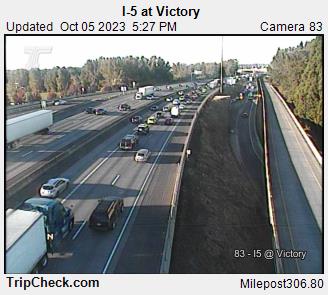 I-5 at Victory
Updated Oct 05 2023 5:27 PM Camera 83
TL
N
83 - I5 @ Victory
TripCheck.com Milepost306.80